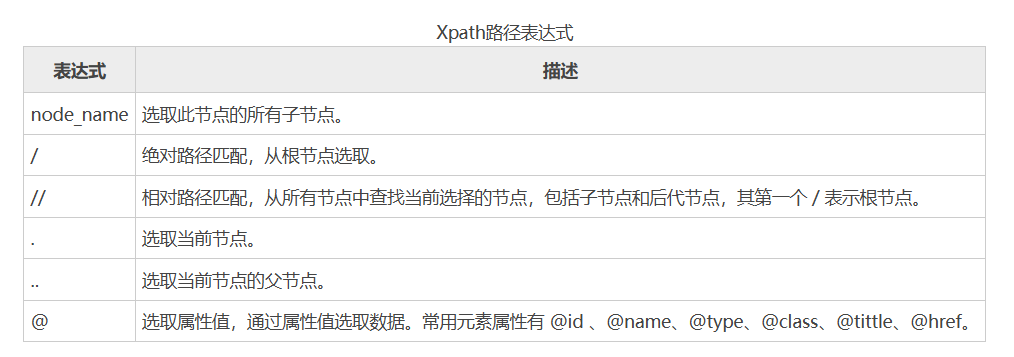 Xpath路径表达式
表达式 描述
node_name 选取此节点的所有子节点。
/ 绝对路径匹配，从根节点选取。
// 相对路径匹配，从所有节点中查找当前选择的节点，包括子节点和后代节点，其第一个 / 表示根节点。
. 选取当前节点。
.. 选取当前节点的父节点。
@ 选取属性值，通过属性值选取数据。常用元素属性有 @id 、@name、@type、@class、@tittle、@href。